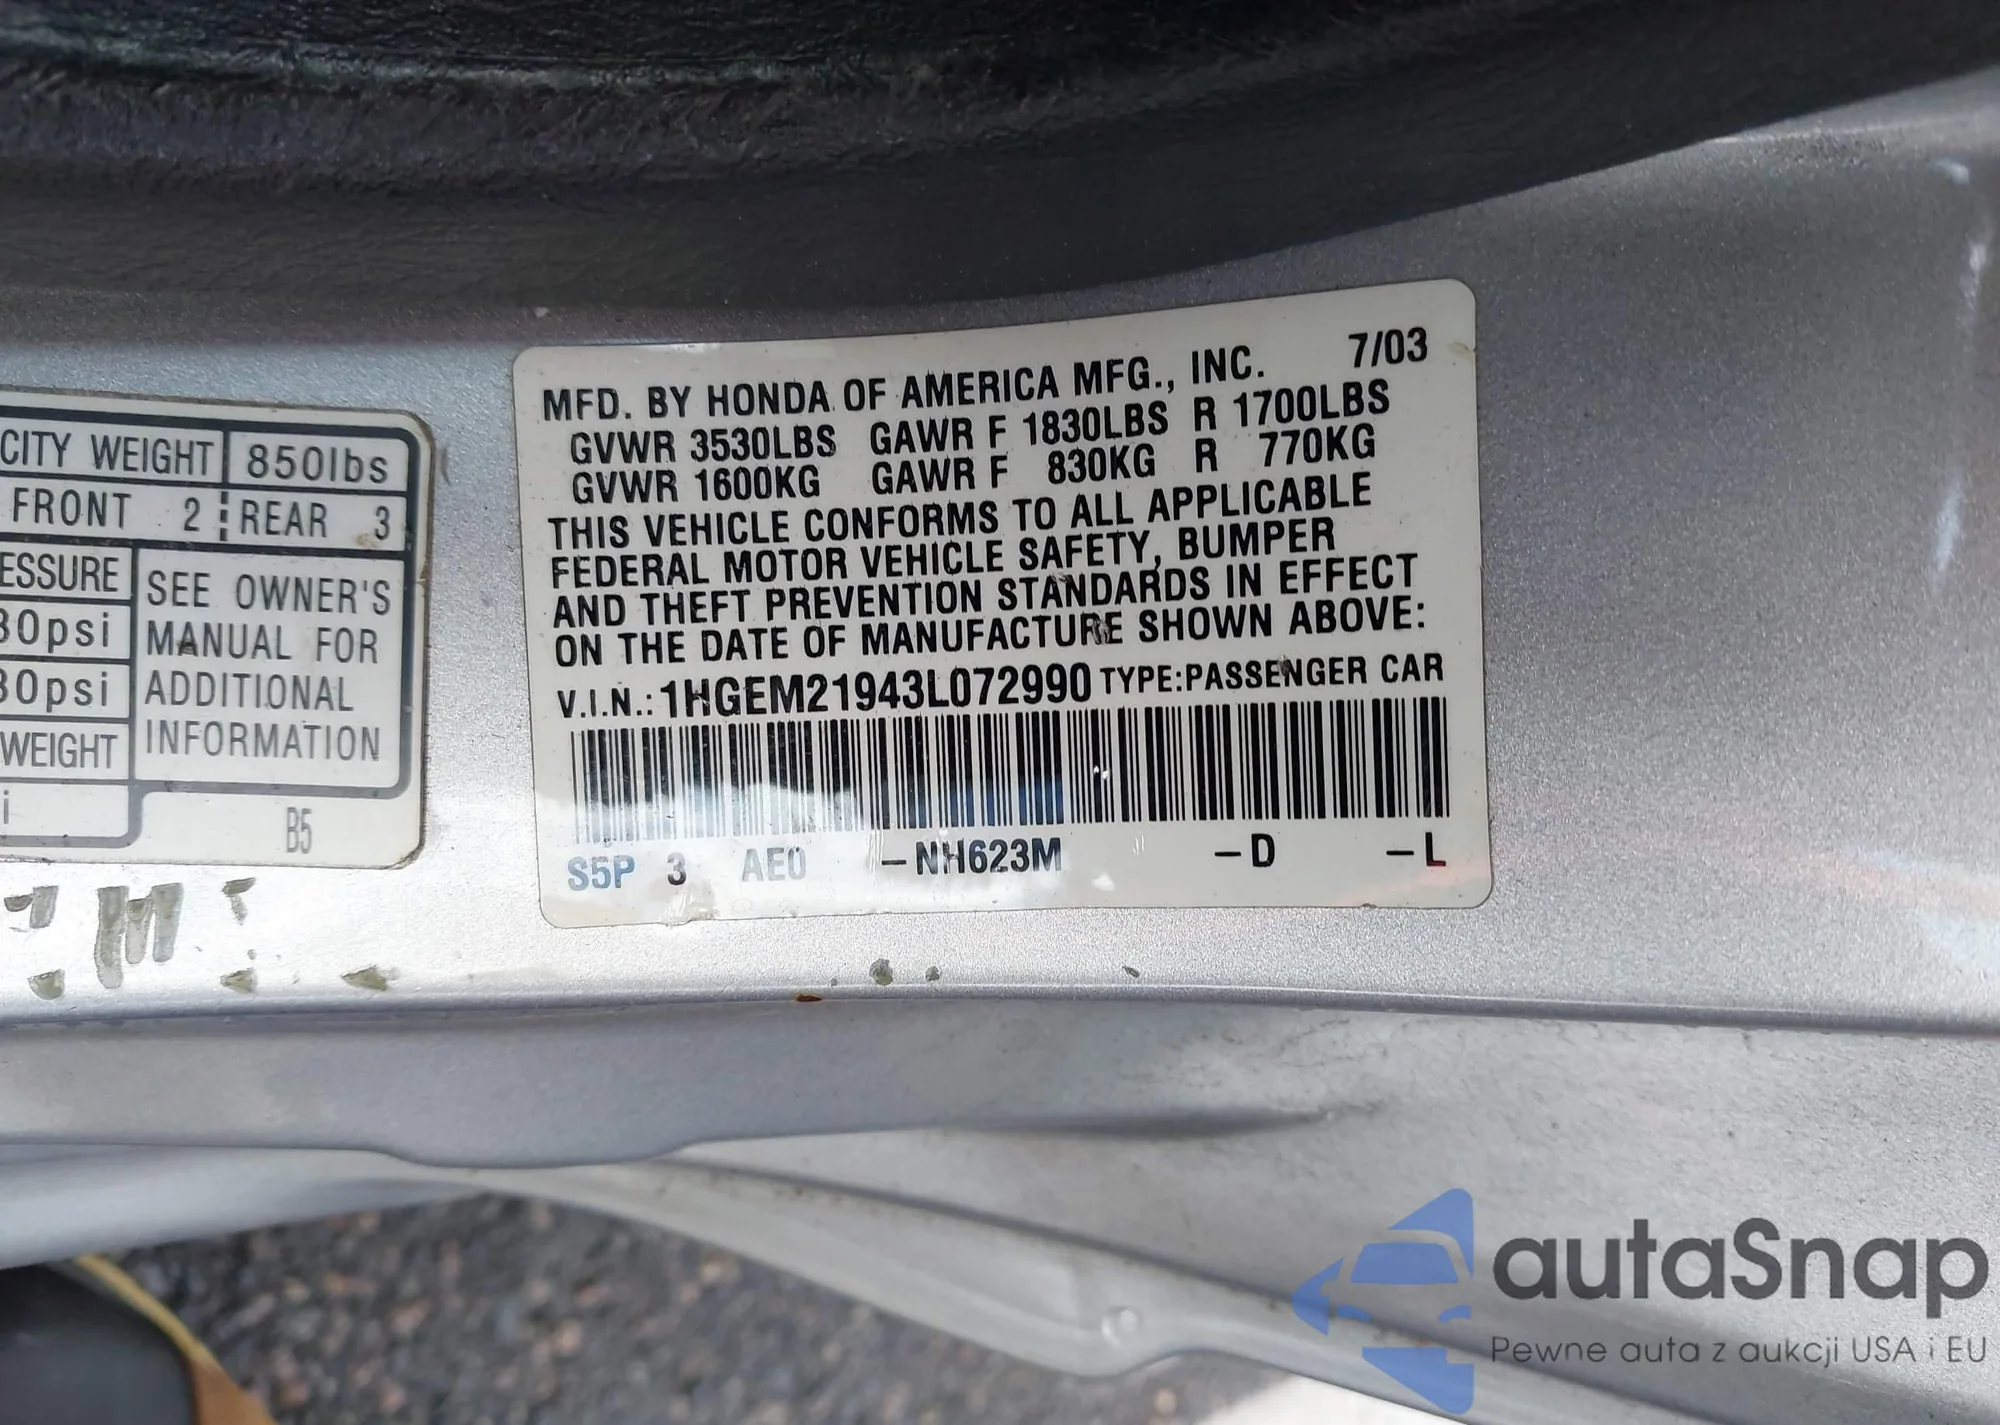 CITY WEIGHT 850lbs
FRONT 2 REAR 3
ESSURE
30psi
30psi
WEIGHT
i
SEE OWNER'S
MANUAL FOR
ADDITIONAL
INFORMATION
B5
MFD. BY HONDA OF AMERICA MFG., INC. 7/03
GVWR 3530LBS GAWR F 1830LBS R 1700LBS
GVWR 1600KG GAWR F 830KG R 770KG
THIS VEHICLE CONFORMS TO ALL APPLICABLE
FEDERAL MOTOR VEHICLE SAFETY, BUMPER
AND THEFT PREVENTION STANDARDS IN EFFECT
ON THE DATE OF MANUFACTURE SHOWN ABOVE:
V.I.N.: 1HGEM21943L072990 TYPE:PASSENGER CAR
S5P 3 AE0 -NH623M -D -L
autaSnap
Pewne auta z aukcji USA i EU